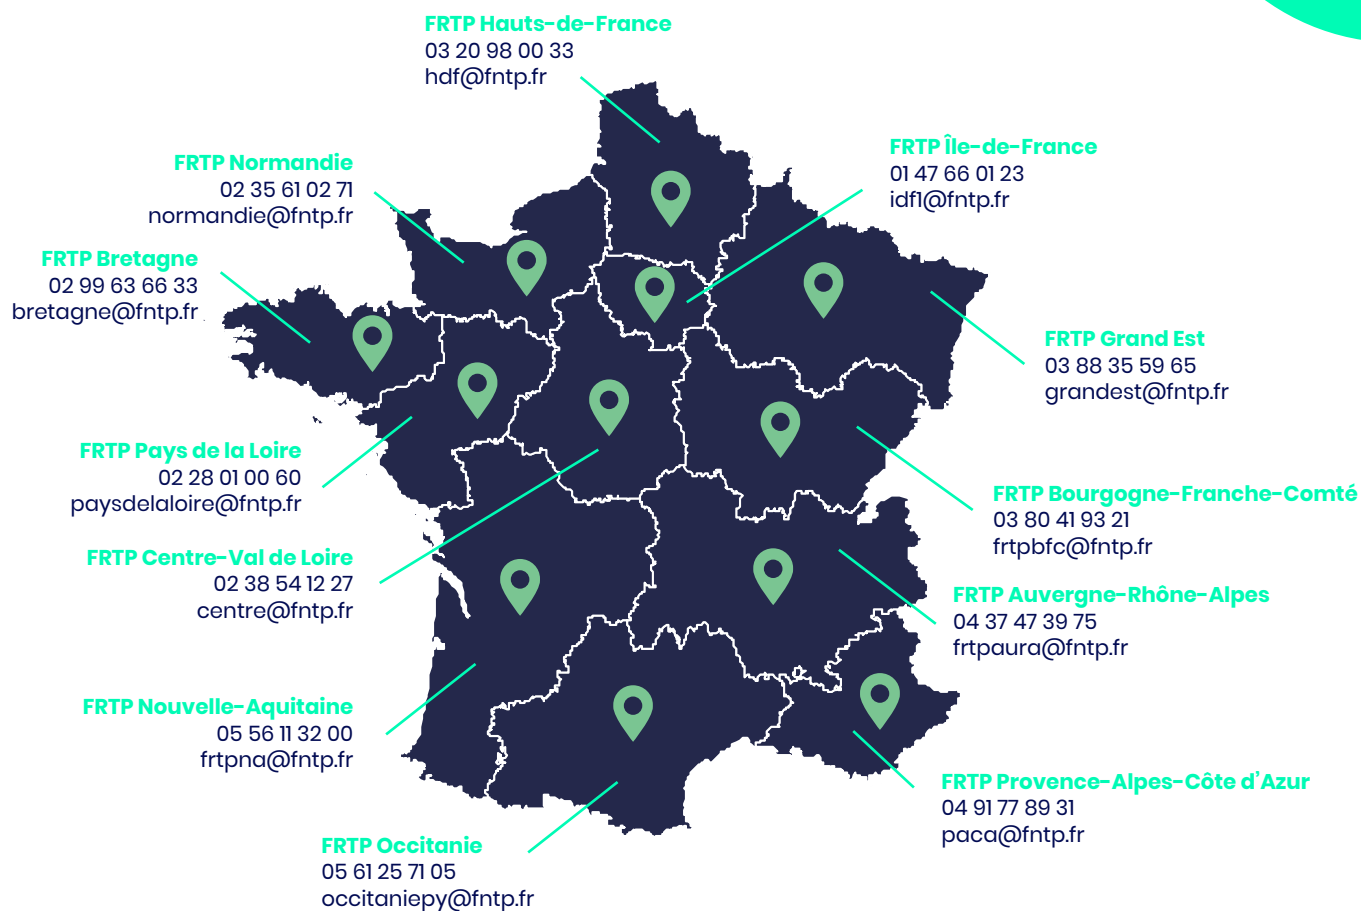 FRTP Hauts-de-France
03 20 98 00 33
hdf@fntp.fr
FRTP Île-de-France
01 47 66 01 23
idf1@fntp.fr
FRTP Normandie
02 35 61 02 71
normandie@fntp.fr
FRTP Bretagne
02 99 63 66 33
bretagne@fntp.fr
FRTP Grand Est
03 88 35 59 65
grandest@fntp.fr
FRTP Pays de la Loire
02 28 01 00 60
paysdelaloire@fntp.fr
FRTP Bourgogne-Franche-Comté
03 80 41 93 21
frtpbfc@fntp.fr
FRTP Centre-Val de Loire
02 38 54 12 27
centre@fntp.fr
FRTP Auvergne-Rhône-Alpes
04 37 47 39 75
frtpaura@fntp.fr
FRTP Nouvelle-Aquitaine
05 56 11 32 00
frtpna@fntp.fr
FRTP Provence-Alpes-Côte d'Azur
04 91 77 89 31
paca@fntp.fr
FRTP Occitanie
05 61 25 71 05
occitaniepy@fntp.fr